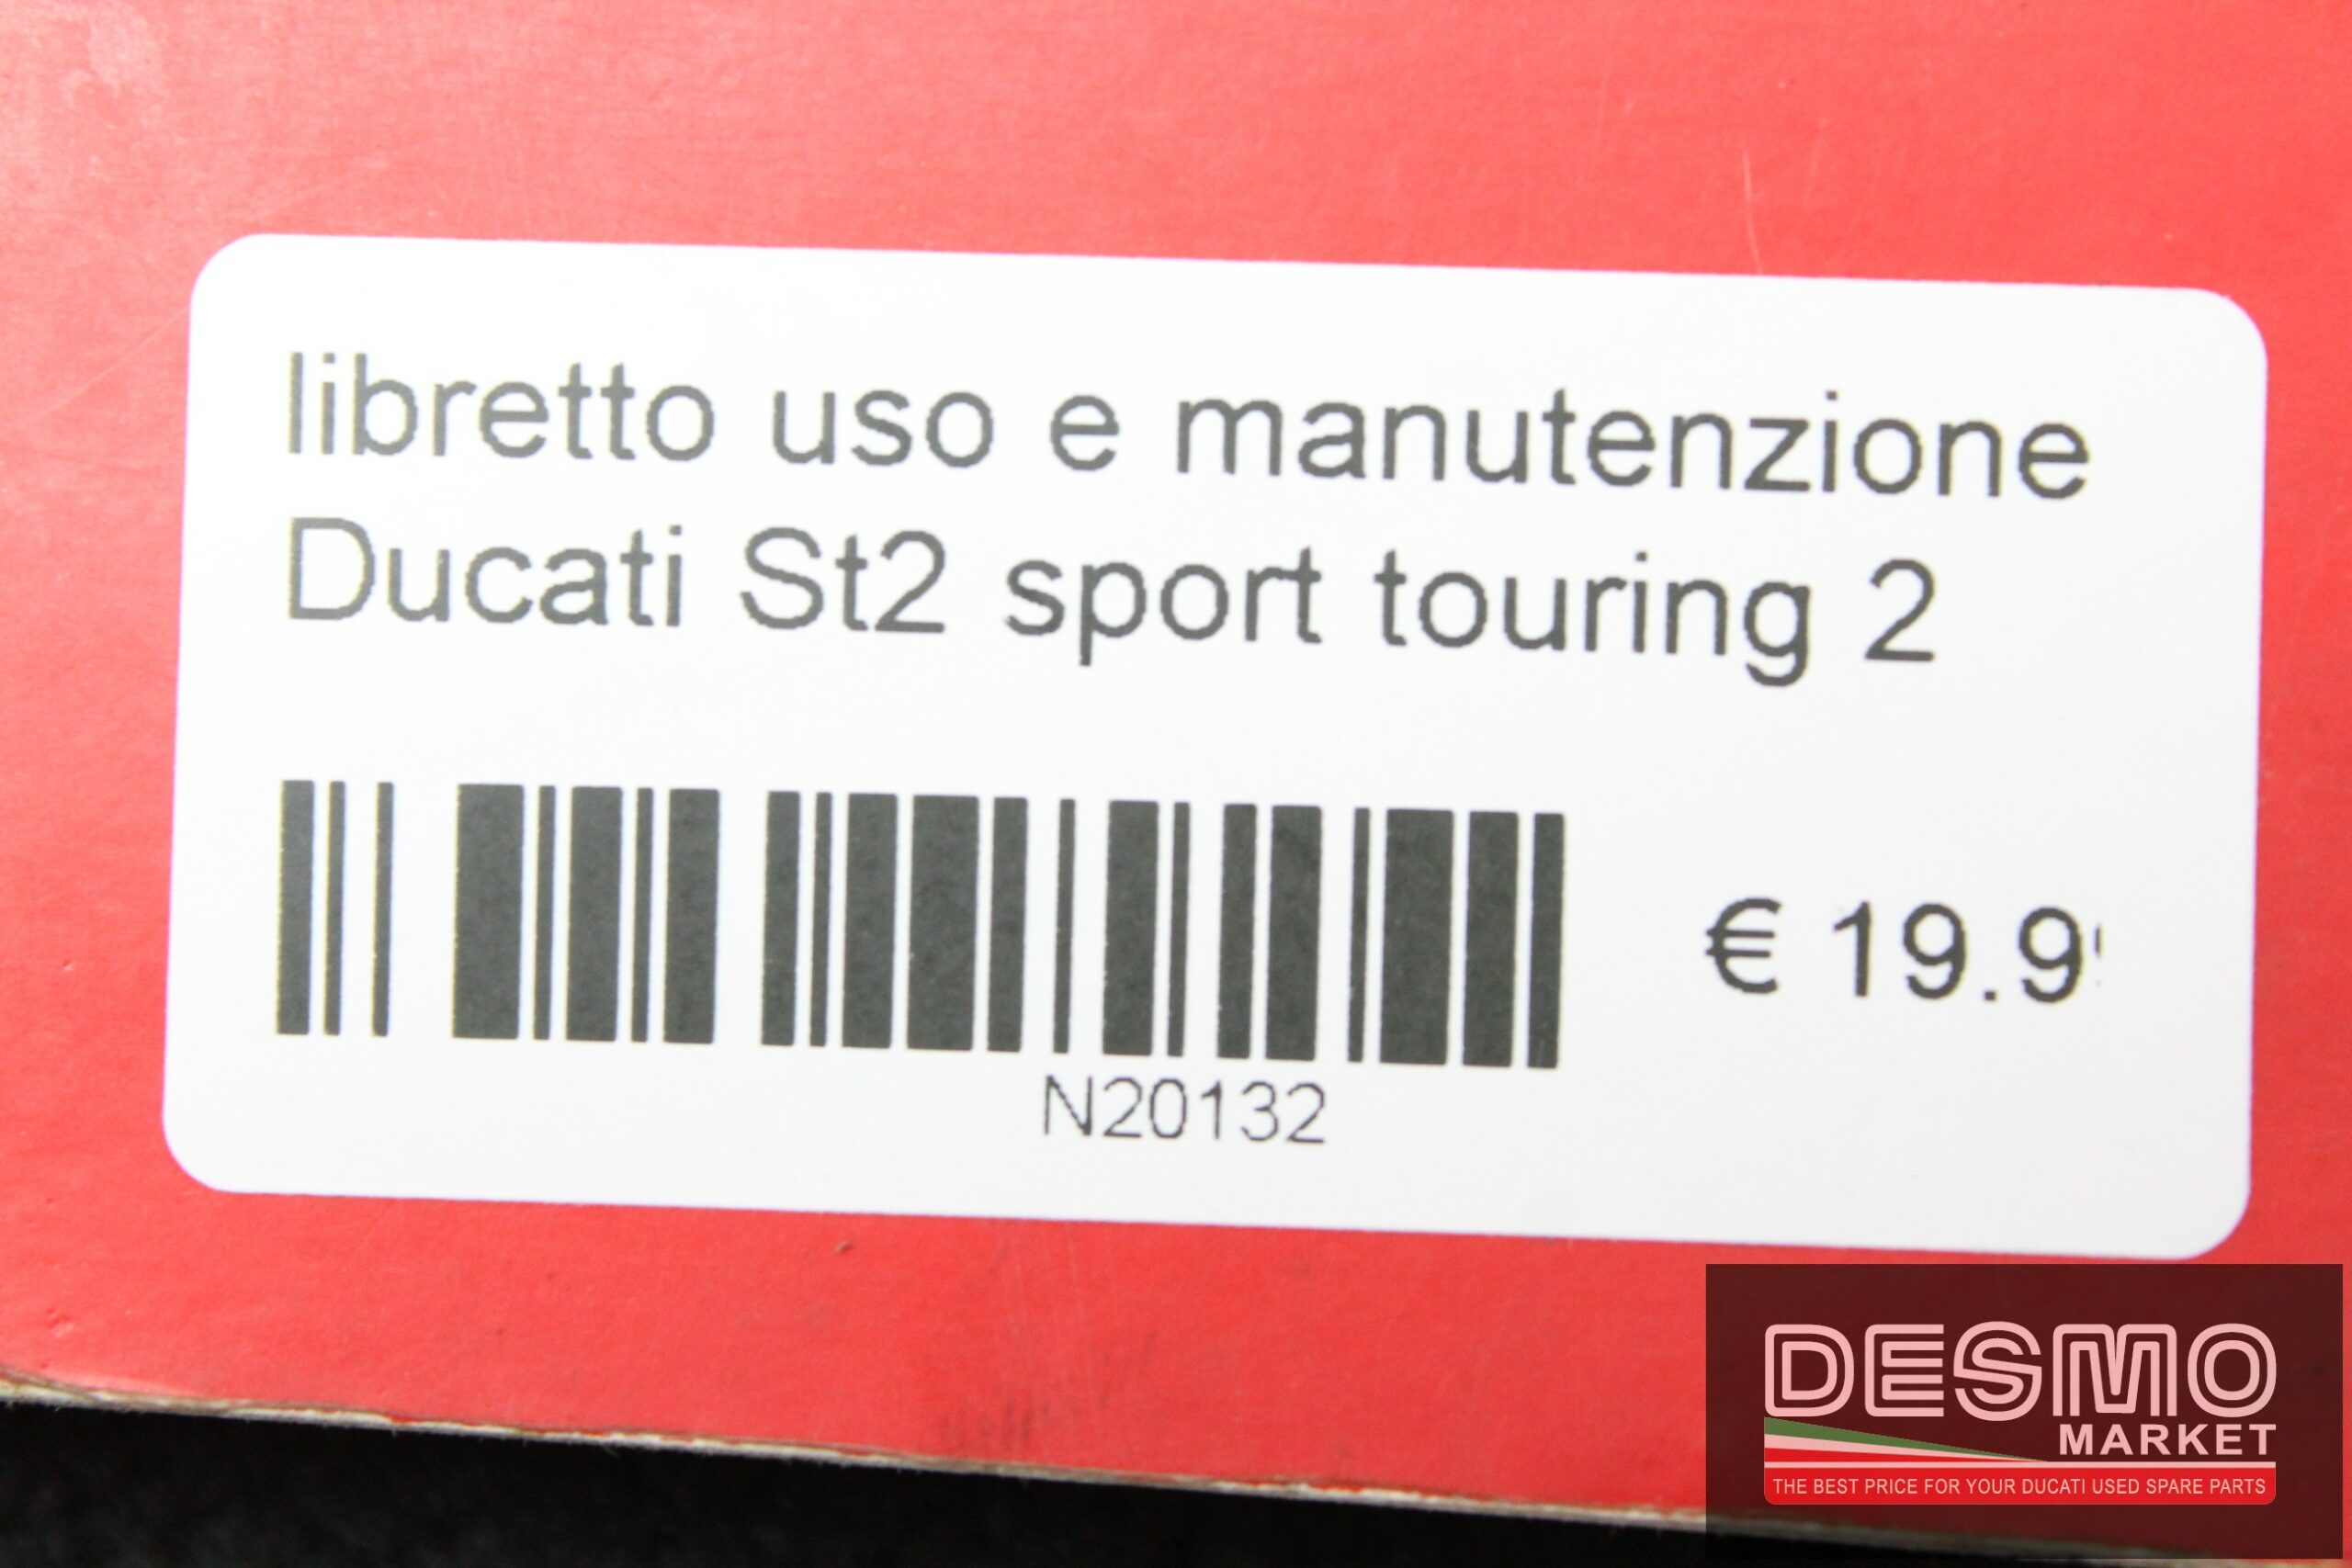 libretto uso e manutenzione
Ducati St2 sport touring 2
€ 19.9
N20132
DESMO
MARKET
THE BEST PRICE FOR YOUR DUCATI USED SPARE PARTS